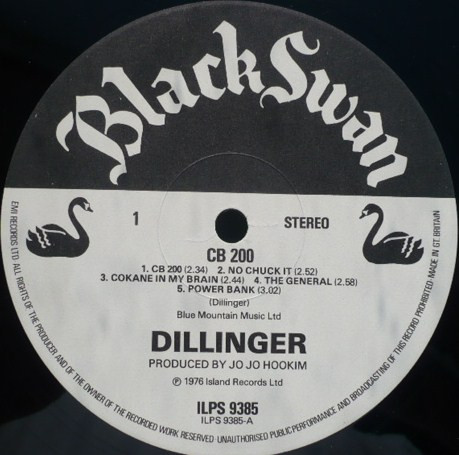 Black Swan
1
STEREO
CB 200
1. CB 200 (2.34) 2. NO CHUCK IT (2.52)
3. COKANE IN MY BRAIN (2.44) 4. THE GENERAL (2.58)
5. POWER BANK (3.02)
(Dillinger)
Blue Mountain Music Ltd
DILLINGER
PRODUCED BY JO JO HOOKIM
℗ 1976 Island Records Ltd
ILPS 9385
ILPS 9385-A
EMI RECORDS LTD ALL RIGHTS OF THE PRODUCER AND OF THE OWNER OF THE RECORDED WORK RESERVED UNAUTHORISED PUBLIC PERFORMANCE AND BROADCASTING OF THIS RECORD PROHIBITED·MADE IN GT. BRITAIN